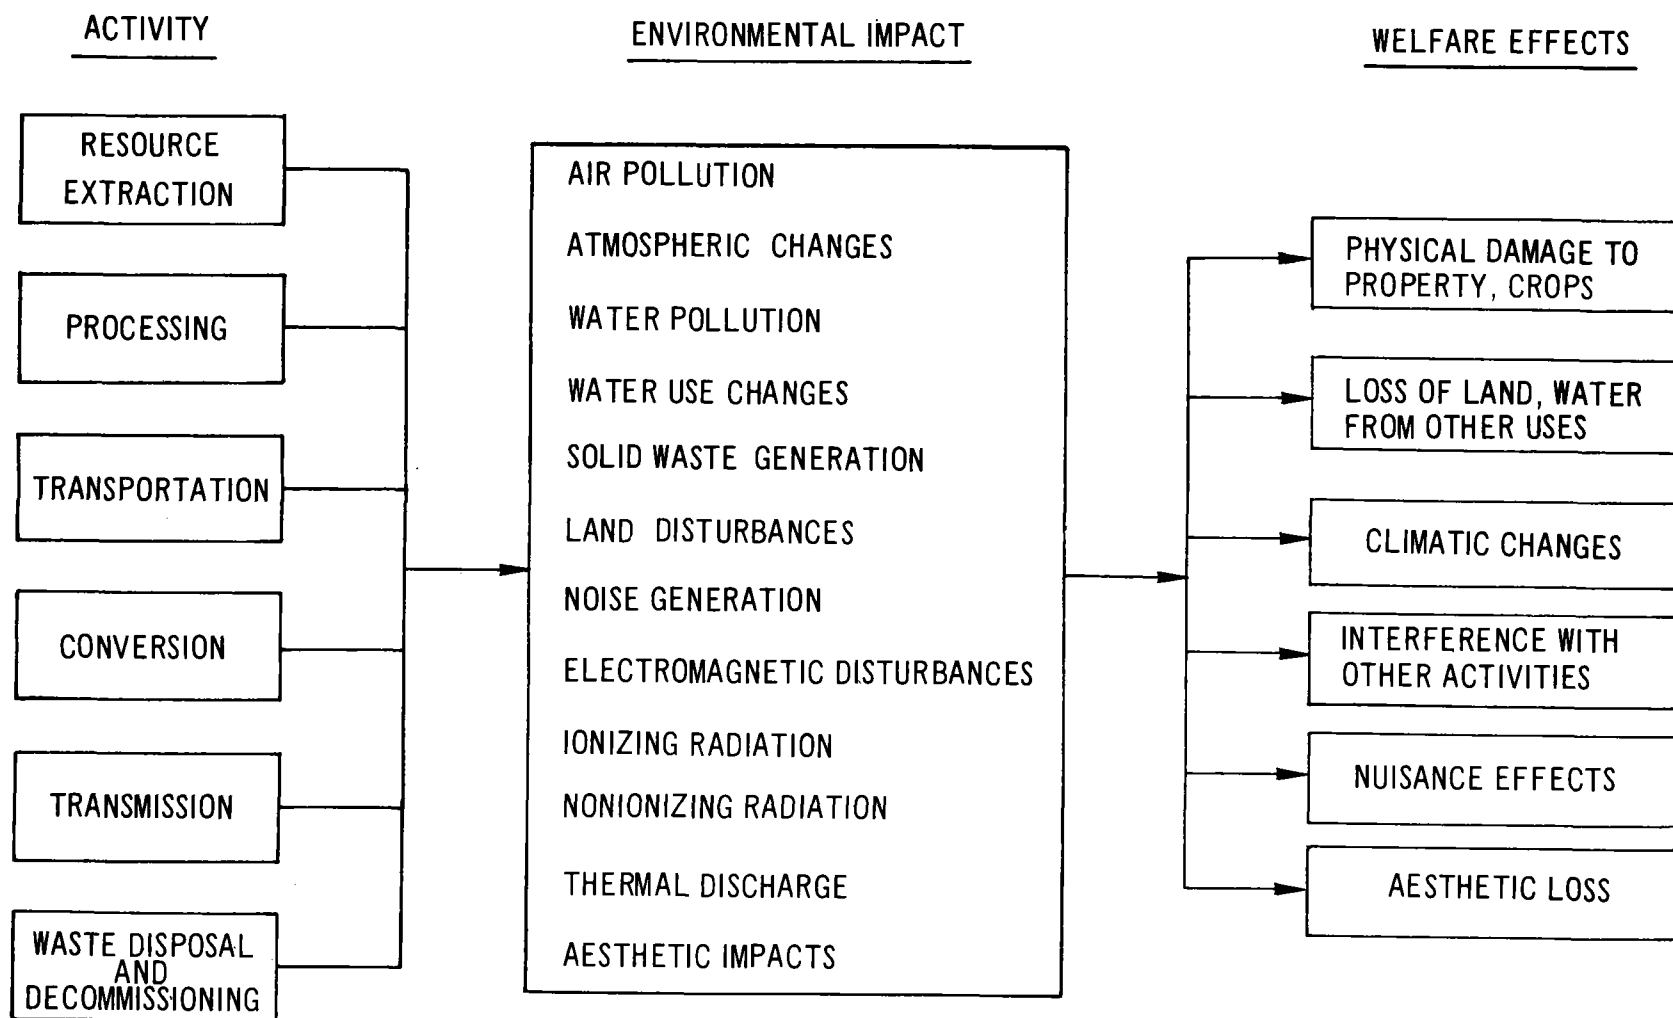 ACTIVITY
ENVIRONMENTAL IMPACT
WELFARE EFFECTS
RESOURCE
EXTRACTION
PROCESSING
TRANSPORTATION
CONVERSION
TRANSMISSION
WASTE DISPOSAL
AND
DECOMMISSIONING
AIR POLLUTION
ATMOSPHERIC CHANGES
WATER POLLUTION
WATER USE CHANGES
SOLID WASTE GENERATION
LAND DISTURBANCES
NOISE GENERATION
ELECTROMAGNETIC DISTURBANCES
IONIZING RADIATION
NONIONIZING RADIATION
THERMAL DISCHARGE
AESTHETIC IMPACTS
PHYSICAL DAMAGE TO
PROPERTY, CROPS
LOSS OF LAND, WATER
FROM OTHER USES
CLIMATIC CHANGES
INTERFERENCE WITH
OTHER ACTIVITIES
NUISANCE EFFECTS
AESTHETIC LOSS